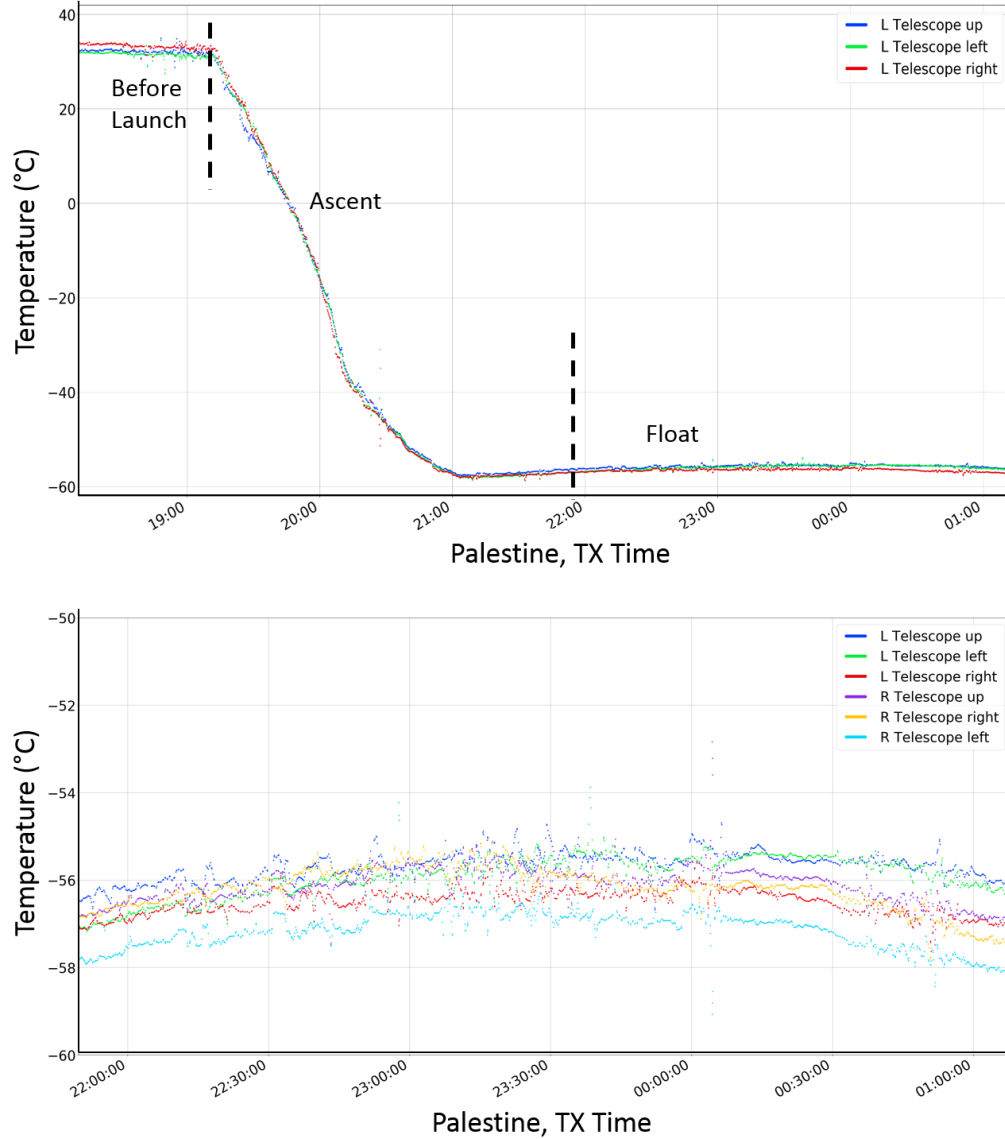 40
20
0
−20
−40
−60
Temperature (°C)
L Telescope up
L Telescope left
L Telescope right
Before
Launch
Ascent
Float
19:00
20:00
21:00
22:00
23:00
00:00
01:00
Palestine, TX Time
−50
−52
−54
−56
−58
−60
Temperature (°C)
L Telescope up
L Telescope left
L Telescope right
R Telescope up
R Telescope right
R Telescope left
22:00:00
22:30:00
23:00:00
23:30:00
00:00:00
00:30:00
01:00:00
Palestine, TX Time